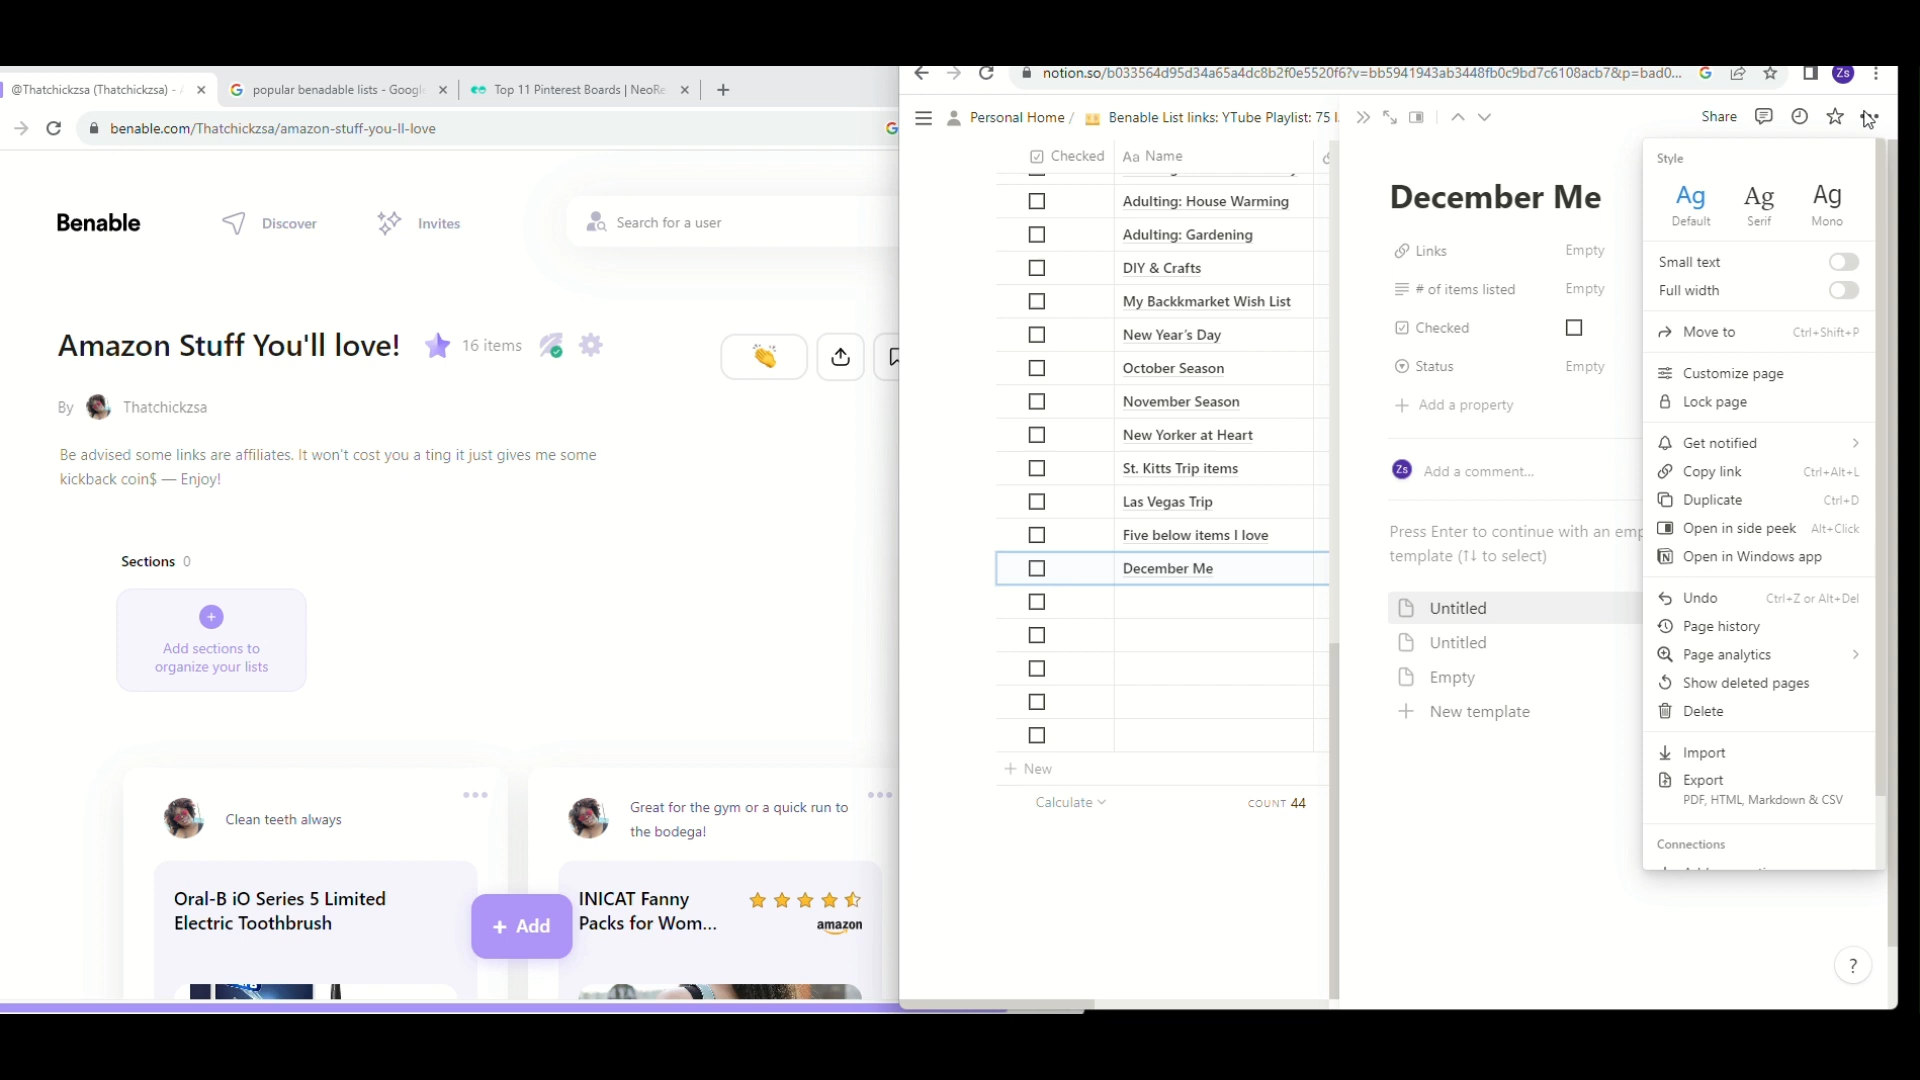 @Thatchickzsa (Thatchickzsa) -
popular benadable lists - Google
Top 11 Pinterest Boards | NeoRe
benable.com/Thatchickzsa/amazon-stuff-you-ll-love
Benable
Discover
Invites
Search for a user
Amazon Stuff You'll love!
16 items
By Thatchickzsa
Be advised some links are affiliates. It won't cost you a ting it just gives me some
kickback coin$ — Enjoy!
Sections 0
Add sections to
organize your lists
Clean teeth always
Oral-B iO Series 5 Limited
Electric Toothbrush
+ Add
Great for the gym or a quick run to
the bodega!
INICAT Fanny
Packs for Wom...
amazon
notion.so/b033564d95d34a65a4dc8b2f0e5520f6?v=bb5941943ab3448fb0c9bd7c6108acb7&p=bad0...
Zs
Personal Home / Benable List links: YTube Playlist: 75 l
Share
Checked
Aa Name
Adulting: House Warming
Adulting: Gardening
DIY & Crafts
My Backkmarket Wish List
New Year's Day
October Season
November Season
New Yorker at Heart
St. Kitts Trip items
Las Vegas Trip
Five below items I love
December Me
+ New
Calculate
COUNT 44
December Me
Links Empty
# of items listed Empty
Checked
Status Empty
+ Add a property
Zs Add a comment...
Press Enter to continue with an emp
template (↑↓ to select)
Untitled
Untitled
Empty
+ New template
Style
Ag Ag Ag
Default Serif Mono
Small text
Full width
Move to Ctrl+Shift+P
Customize page
Lock page
Get notified
Copy link Ctrl+Alt+L
Duplicate Ctrl+D
Open in side peek Alt+Click
Open in Windows app
Undo Ctrl+Z or Alt+Del
Page history
Page analytics
Show deleted pages
Delete
Import
Export
PDF, HTML, Markdown & CSV
Connections
?